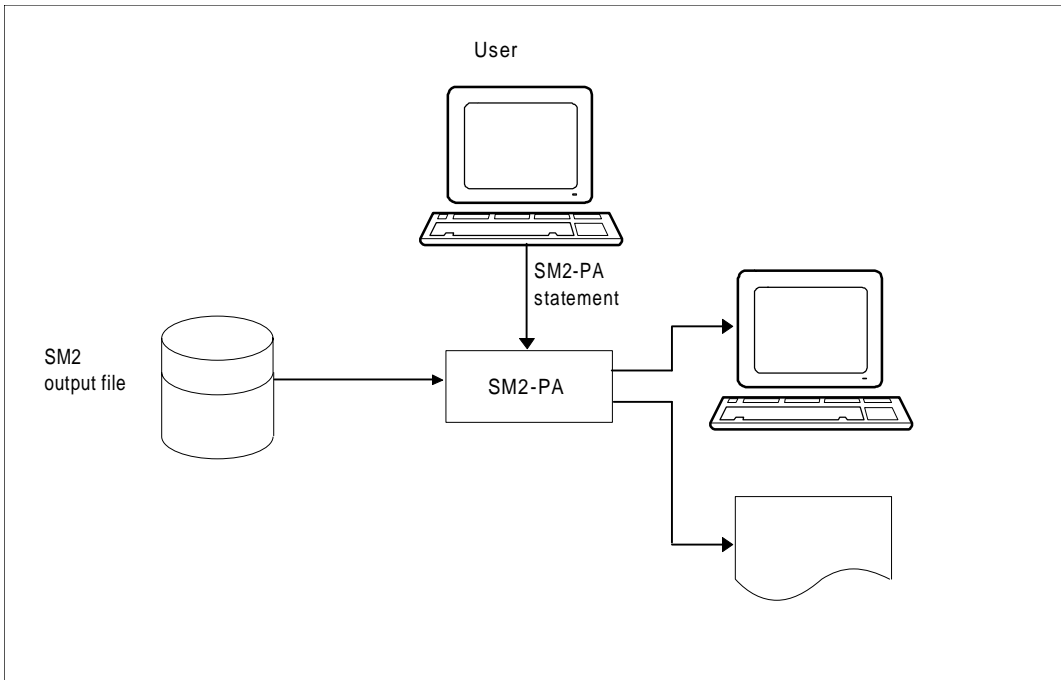 User
SM2-PA
statement
SM2
output file
SM2-PA